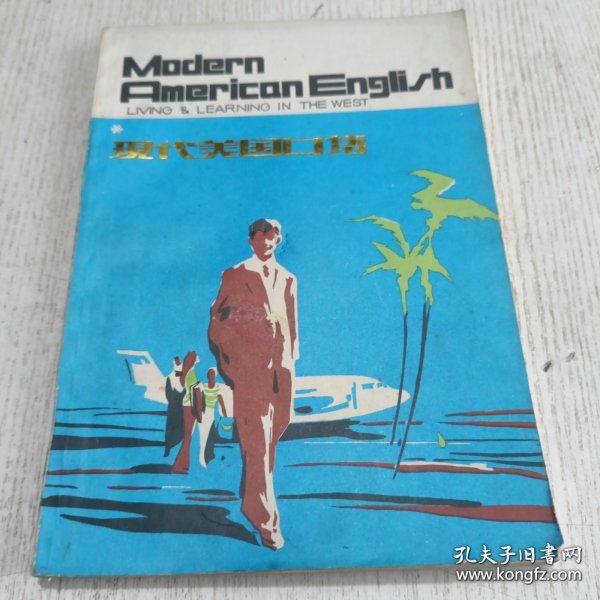 Modern
American English
LIVING & LEARNING IN THE WEST
*
現代美国口语
孔夫子旧书网
www.kongfz.com